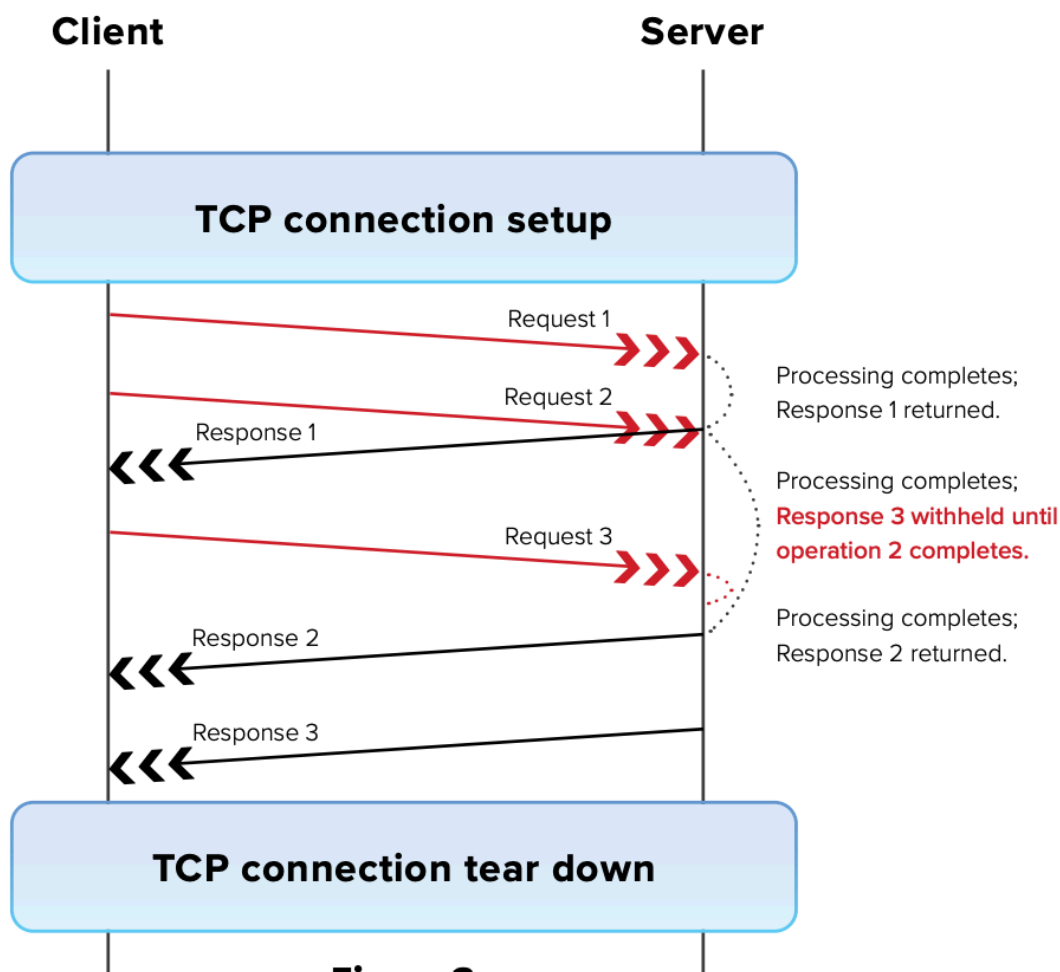 Client
Server
TCP connection setup
Request 1
Processing completes;
Response 1 returned.
Request 2
Response 1
Processing completes;
Response 3 withheld until
operation 2 completes.
Request 3
Processing completes;
Response 2 returned.
Response 2
Response 3
TCP connection tear down